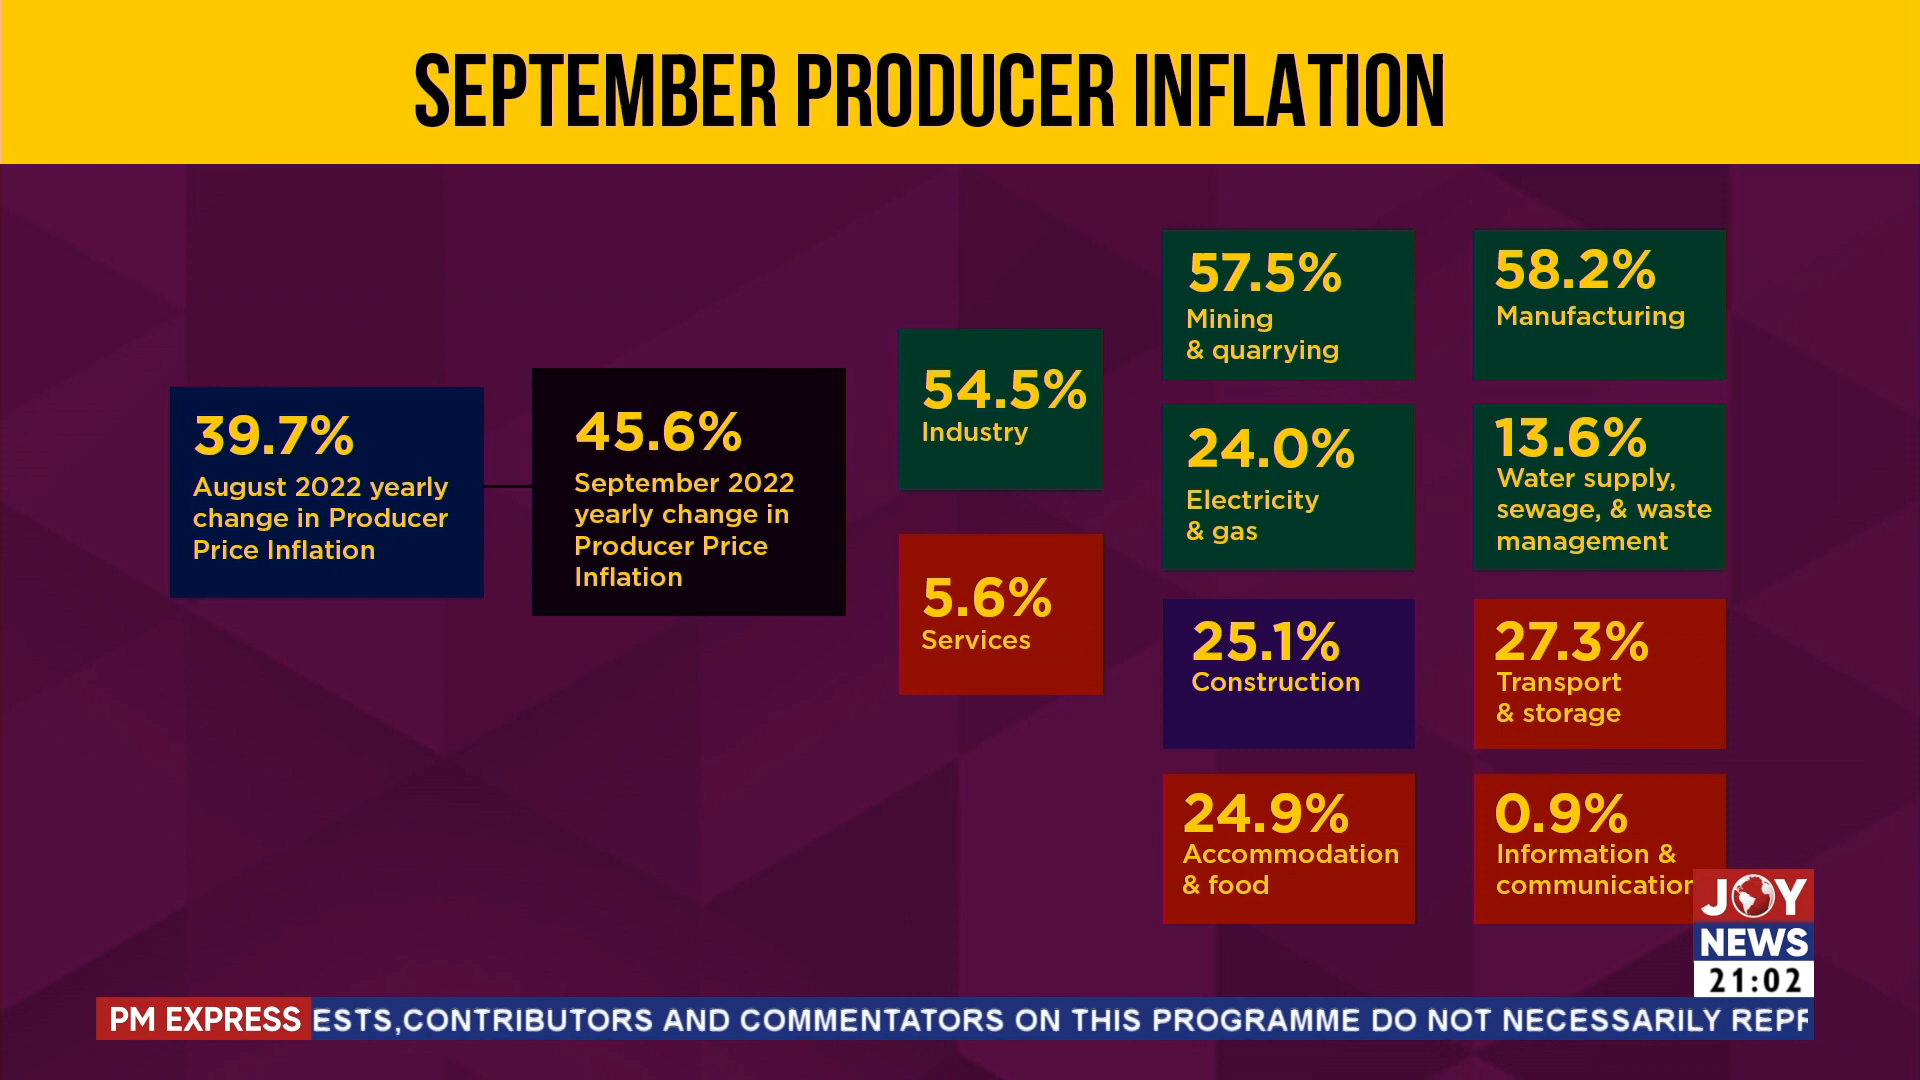 SEPTEMBER PRODUCER INFLATION
39.7%
August 2022 yearly
change in Producer
Price Inflation
45.6%
September 2022
yearly change in
Producer Price
Inflation
54.5%
Industry
5.6%
Services
57.5%
Mining
& quarrying
58.2%
Manufacturing
24.0%
Electricity
& gas
13.6%
Water supply,
sewage, & waste
management
25.1%
Construction
27.3%
Transport
& storage
24.9%
Accommodation
& food
0.9%
Information &
communication
JOY
NEWS
21:02
PM EXPRESS
ESTS,CONTRIBUTORS AND COMMENTATORS ON THIS PROGRAMME DO NOT NECESSARILY REPR